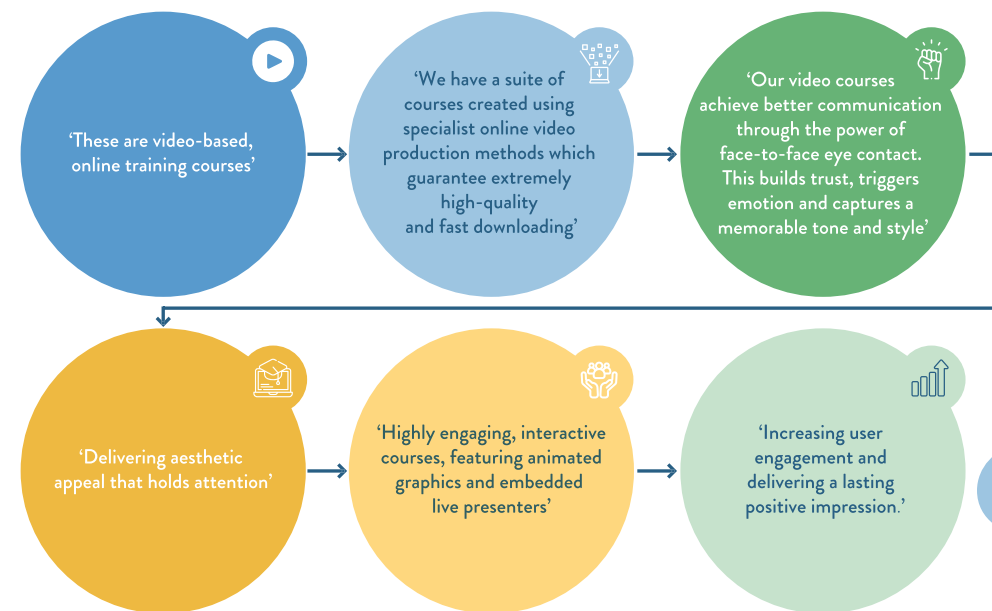 ‘These are video-based,
online training courses’
‘We have a suite of
courses created using
specialist online video
production methods which
guarantee extremely
high-quality
and fast downloading’
‘Our video courses
achieve better communication
through the power of
face-to-face eye contact.
This builds trust, triggers
emotion and captures a
memorable tone and style’
‘Delivering aesthetic
appeal that holds attention’
‘Highly engaging, interactive
courses, featuring animated
graphics and embedded
live presenters’
‘Increasing user
engagement and
delivering a lasting
positive impression.’